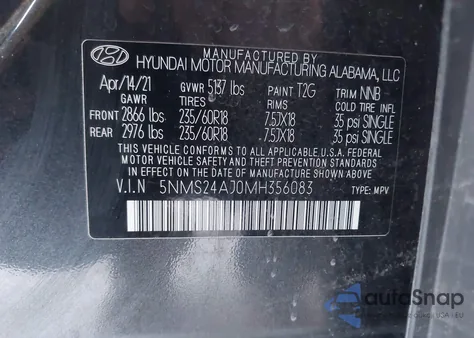 MANUFACTURED BY
HYUNDAI MOTOR MANUFACTURING ALABAMA, LLC
Apr/14/21 GVWR 5137 lbs PAINT T2G TRIM NNB
GAWR TIRES RIMS COLD TIRE INFL
FRONT 2866 lbs 235/60R18 7.5JX18 35 psi SINGLE
REAR 2976 lbs 235/60R18 7.5JX18 35 psi SINGLE
THIS VEHICLE CONFORMS TO ALL APPLICABLE U.S. FEDERAL
MOTOR VEHICLE SAFETY AND THEFT PREVENTION STANDARDS
IN EFFECT ON THE DATE OF MANUFACTURE SHOWN ABOVE.
V.I.N 5NMS24AJ0MH356083 TYPE: MPV
autoSnap